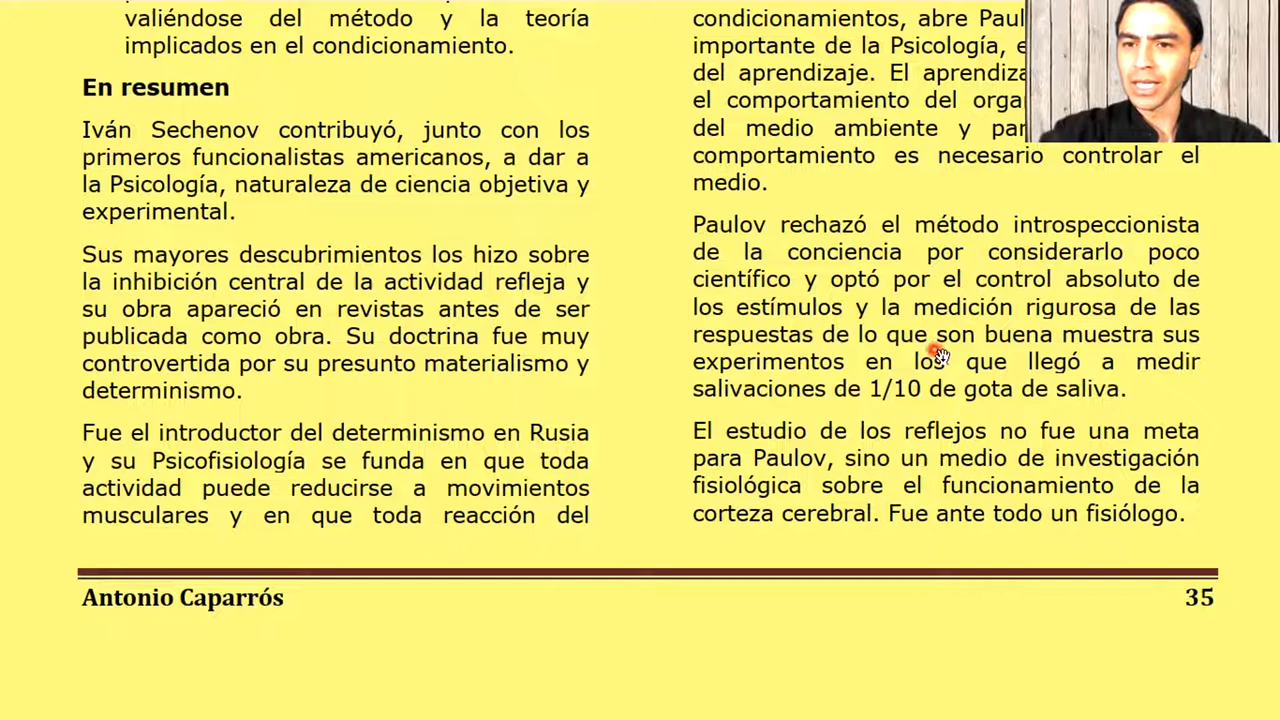 valiéndose del método y la teoría
implicados en el condicionamiento.
En resumen
Iván Sechenov contribuyó, junto con los
primeros funcionalistas americanos, a dar a
la Psicología, naturaleza de ciencia objetiva y
experimental.
Sus mayores descubrimientos los hizo sobre
la inhibición central de la actividad refleja y
su obra apareció en revistas antes de ser
publicada como obra. Su doctrina fue muy
controvertida por su presunto materialismo y
determinismo.
Fue el introductor del determinismo en Rusia
y su Psicofisiología se funda en que toda
actividad puede reducirse a movimientos
musculares y en que toda reacción del
condicionamientos, abre
importante de la Psicología,
del aprendizaje. El
el comportamiento del
del medio ambiente y
comportamiento es necesario controlar el
medio.
Paulov rechazó el método introspeccionista
de la conciencia por considerarlo poco
científico y optó por el control absoluto de
los estímulos y la medición rigurosa de las
respuestas de lo que son buena muestra sus
experimentos en los que llegó a medir
salivaciones de 1/10 de gota de saliva.
El estudio de los reflejos no fue una meta
para Paulov, sino un medio de investigación
fisiológica sobre el funcionamiento de la
corteza cerebral. Fue ante todo un fisiólogo.
Antonio Caparrós
35